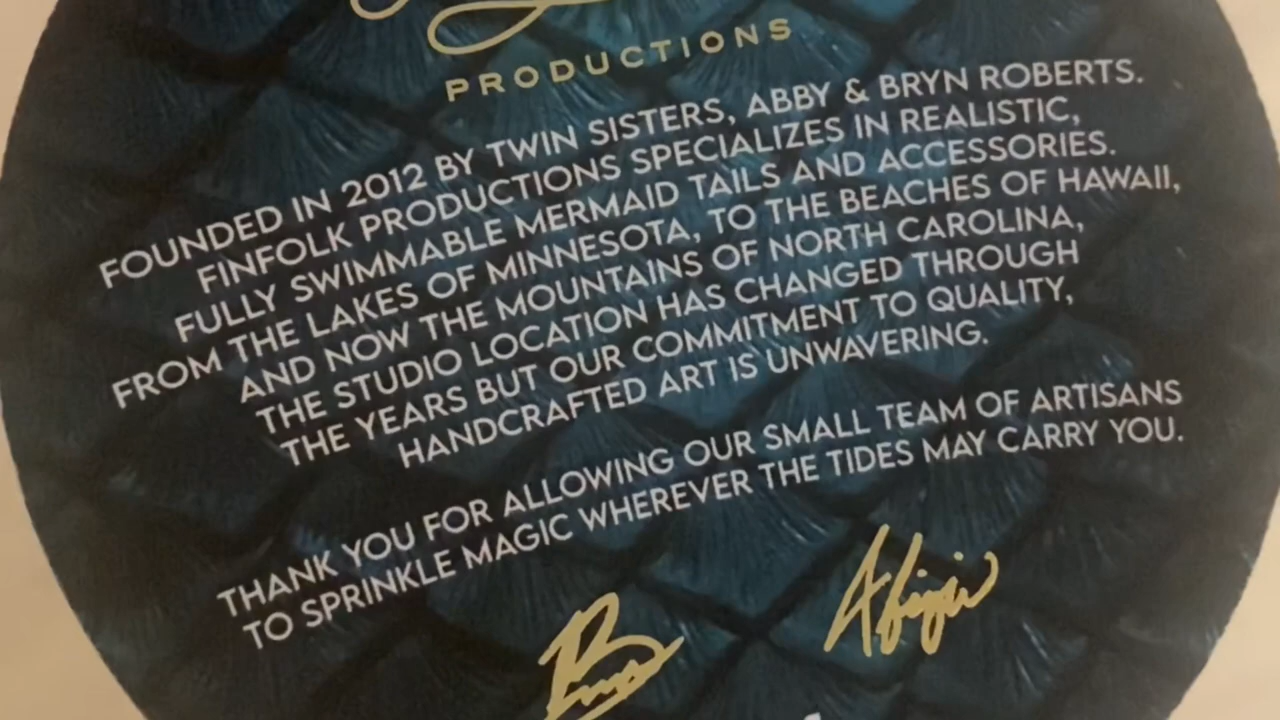 PRODUCTIONS
FOUNDED IN 2012 BY TWIN SISTERS, ABBY & BRYN ROBERTS.
FINFOLK PRODUCTIONS SPECIALIZES IN REALISTIC,
FULLY SWIMMABLE MERMAID TAILS AND ACCESSORIES.
FROM THE LAKES OF MINNESOTA, TO THE BEACHES OF HAWAII,
AND NOW THE MOUNTAINS OF NORTH CAROLINA,
THE STUDIO LOCATION HAS CHANGED THROUGH
THE YEARS BUT OUR COMMITMENT TO QUALITY,
HANDCRAFTED ART IS UNWAVERING.
THANK YOU FOR ALLOWING OUR SMALL TEAM OF ARTISANS
TO SPRINKLE MAGIC WHEREVER THE TIDES MAY CARRY YOU.